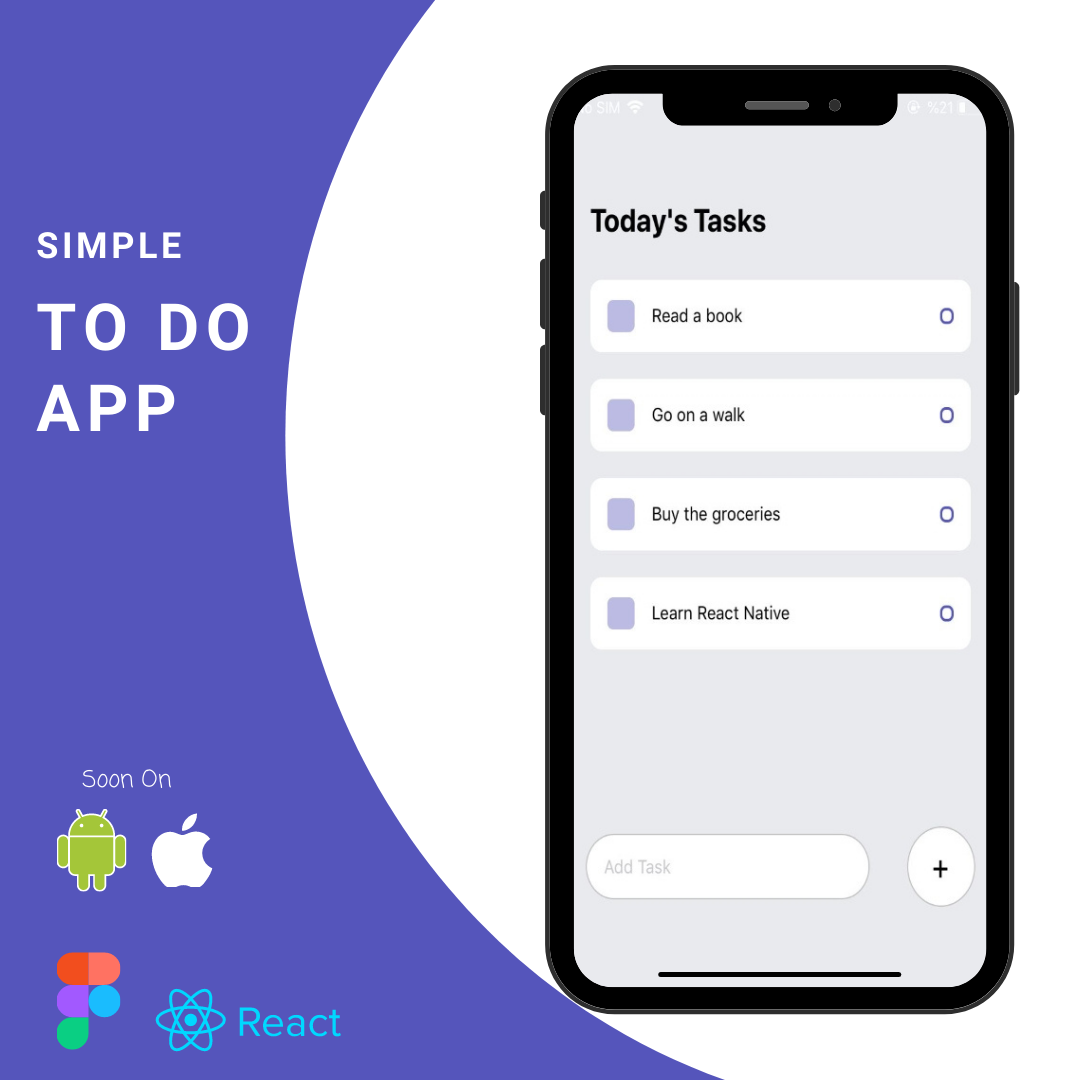 SIMPLE
TO DO
APP
Soon On
React
SIM
%21
Today's Tasks
Read a book
Go on a walk
Buy the groceries
Learn React Native
Add Task
+